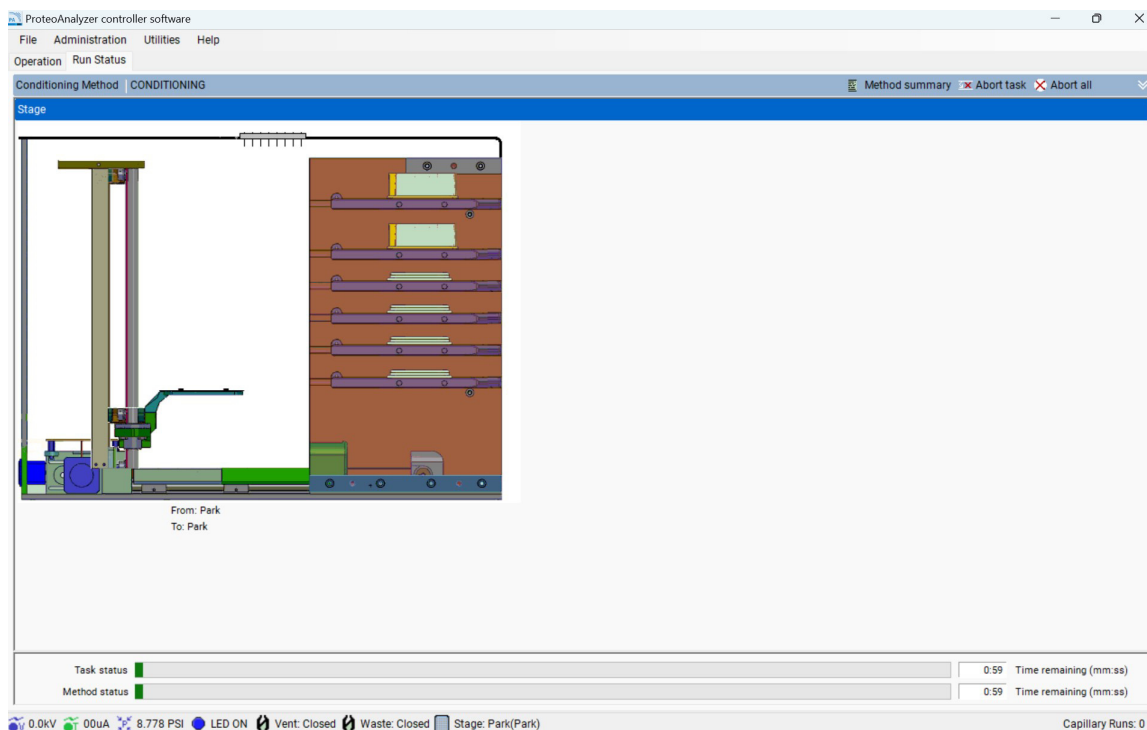 ProteoAnalyzer controller software
File Administration Utilities Help
Operation Run Status
Conditioning Method CONDITIONING Method summary Abort task Abort all
Stage
From: Park
To: Park
Task status 0:59 Time remaining (mm:ss)
Method status 0:59 Time remaining (mm:ss)
0.0kV 00uA 8.778 PSI LED ON Vent: Closed Waste: Closed Stage: Park(Park) Capillary Runs: 0